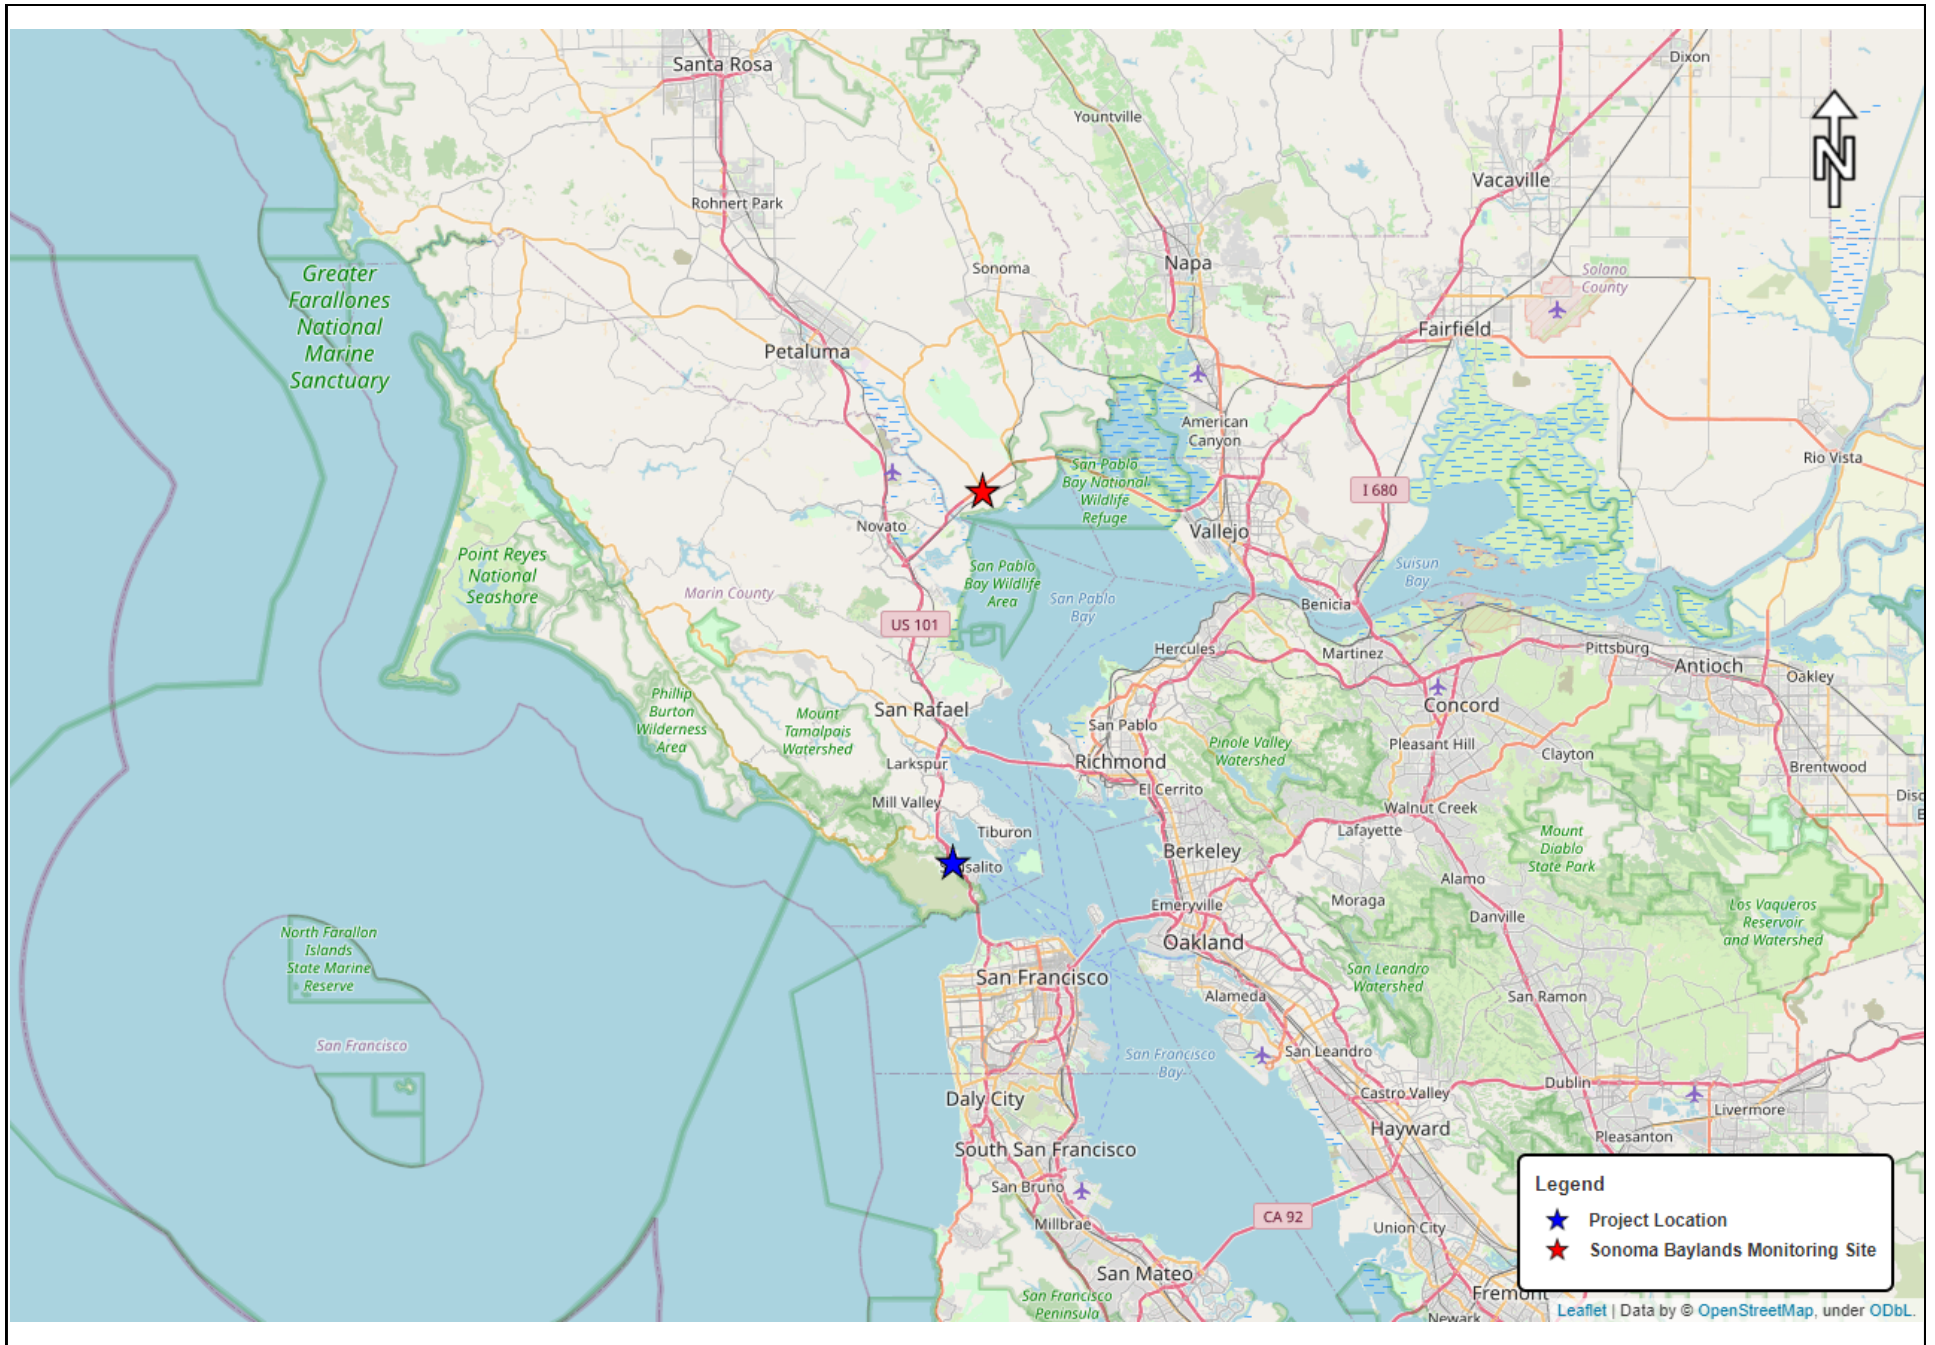 Santa Rosa
Dixon
Yountville
N
Vacaville
Rohnert Park
Napa
Sonoma
Solano
County
Greater
Farallones
National
Marine
Sanctuary
Fairfield
Petaluma
American
Canyon
Rio Vista
San Pablo
Bay National
Wildlife
Refuge
I 680
Novato
Vallejo
Point Reyes
National
Seashore
San Pablo
Bay Wildlife
Area
Suisun
Bay
Marin County
San Pablo
Bay
Benicia
US 101
Hercules
Martinez
Pittsburg
Antioch
Oakley
Phillip
Burton
Wilderness
Area
Mount
Tamalpais
Watershed
San Rafael
San Pablo
Concord
Pinole Valley
Watershed
Pleasant Hill
Clayton
Larkspur
Richmond
Brentwood
El Cerrito
Disc
Mill Valley
Walnut Creek
Tiburon
Lafayette
Mount
Diablo
State Park
Berkeley
Alamo
Moraga
Emeryville
Danville
Los Vaqueros
Reservoir
and Watershed
North Farallon
Islands
State Marine
Reserve
Oakland
San Francisco
San Leandro
Watershed
Alameda
San Ramon
San Francisco
San Francisco
Bay
San Leandro
Dublin
Castro Valley
Livermore
Daly City
Hayward
Pleasanton
South San Francisco
San Bruno
CA 92
Millbrae
Union City
San Mateo
San Francisco
Peninsula
Fremont
Newark
Legend
Project Location
Sonoma Baylands Monitoring Site
Leaflet | Data by © OpenStreetMap, under ODbL.